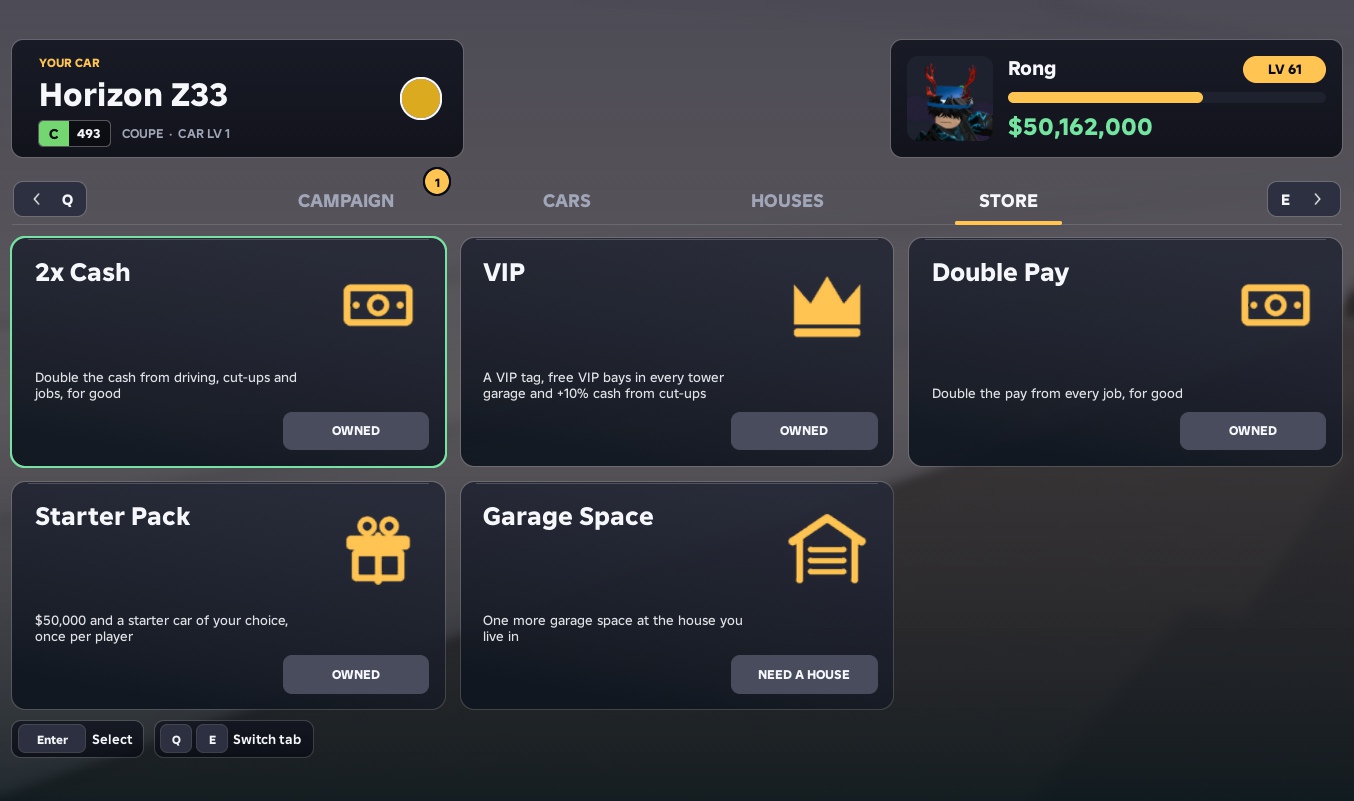 YOUR CAR
Horizon Z33
C 493 COUPE · CAR LV 1
Rong
LV 61
$50,162,000
Q
CAMPAIGN
1
CARS
HOUSES
STORE
E
2x Cash
Double the cash from driving, cut-ups and
jobs, for good
OWNED
VIP
A VIP tag, free VIP bays in every tower
garage and +10% cash from cut-ups
OWNED
Double Pay
Double the pay from every job, for good
OWNED
Starter Pack
$50,000 and a starter car of your choice,
once per player
OWNED
Garage Space
One more garage space at the house you
live in
NEED A HOUSE
Enter Select
Q E Switch tab